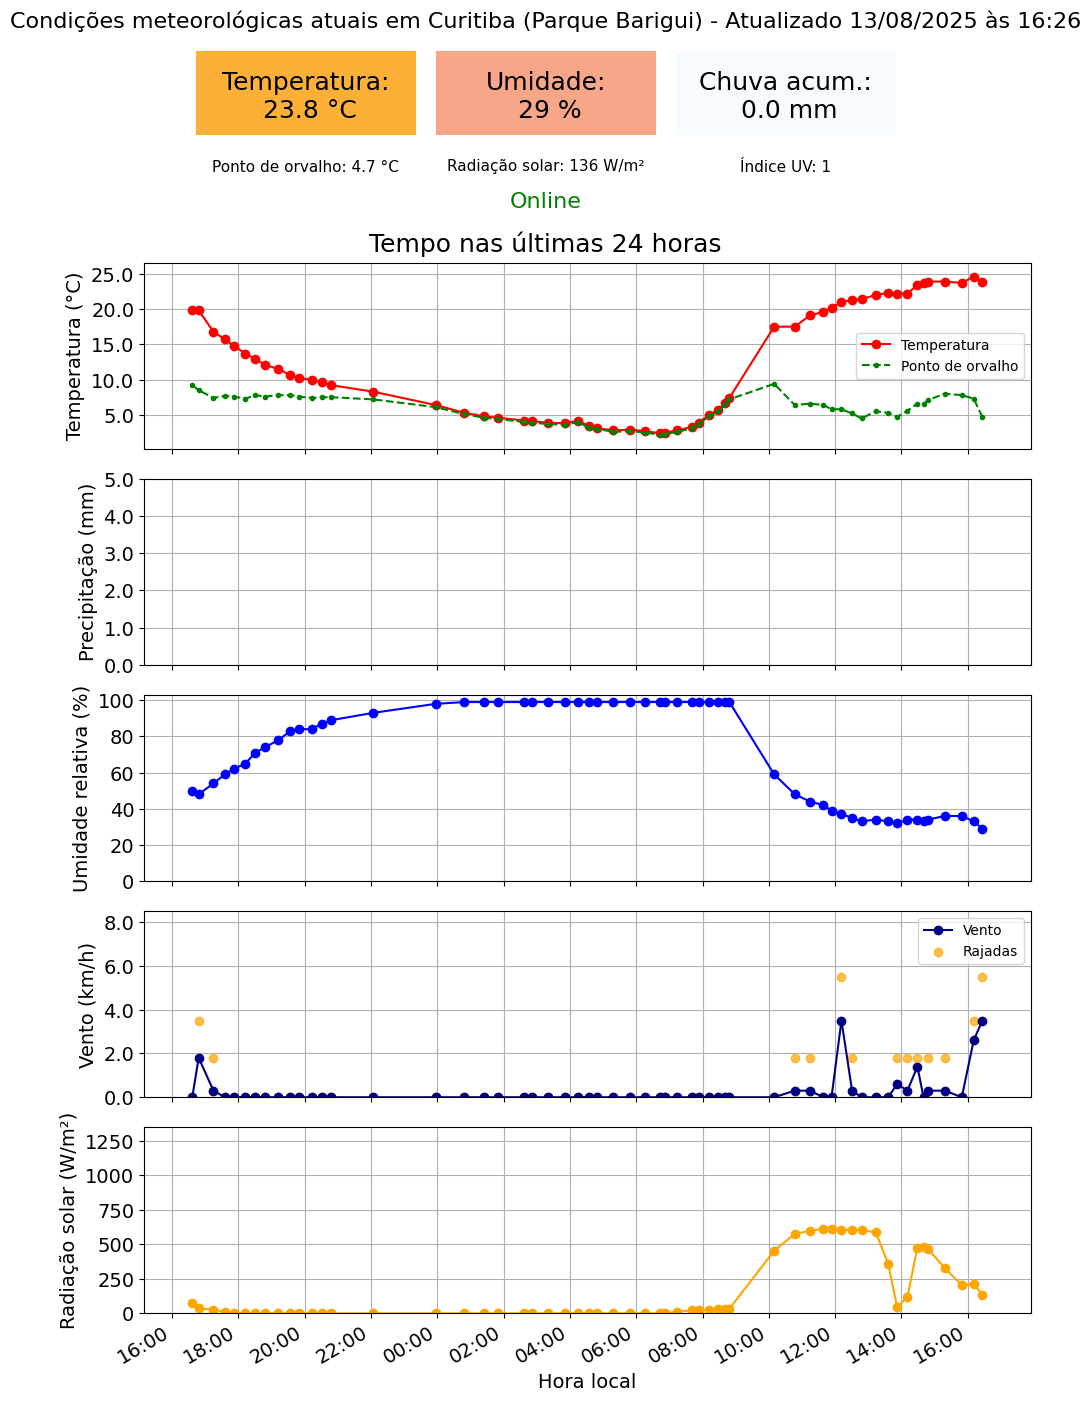 Condições meteorológicas atuais em Curitiba (Parque Barigui) - Atualizado 13/08/2025 às 16:26
Temperatura:
23.8 °C
Umidade:
29 %
Chuva acum.:
0.0 mm
Ponto de orvalho: 4.7 °C
Radiação solar: 136 W/m²
Índice UV: 1
Online
Tempo nas últimas 24 horas
Temperatura (°C)
25.0
20.0
15.0
10.0
5.0
Temperatura
Ponto de orvalho
Precipitação (mm)
5.0
4.0
3.0
2.0
1.0
0.0
Umidade relativa (%)
100
80
60
40
20
0
Vento (km/h)
8.0
6.0
4.0
2.0
0.0
Vento
Rajadas
Radiação solar (W/m²)
1250
1000
750
500
250
0
16:00
18:00
20:00
22:00
00:00
02:00
04:00
06:00
08:00
10:00
12:00
14:00
16:00
Hora local